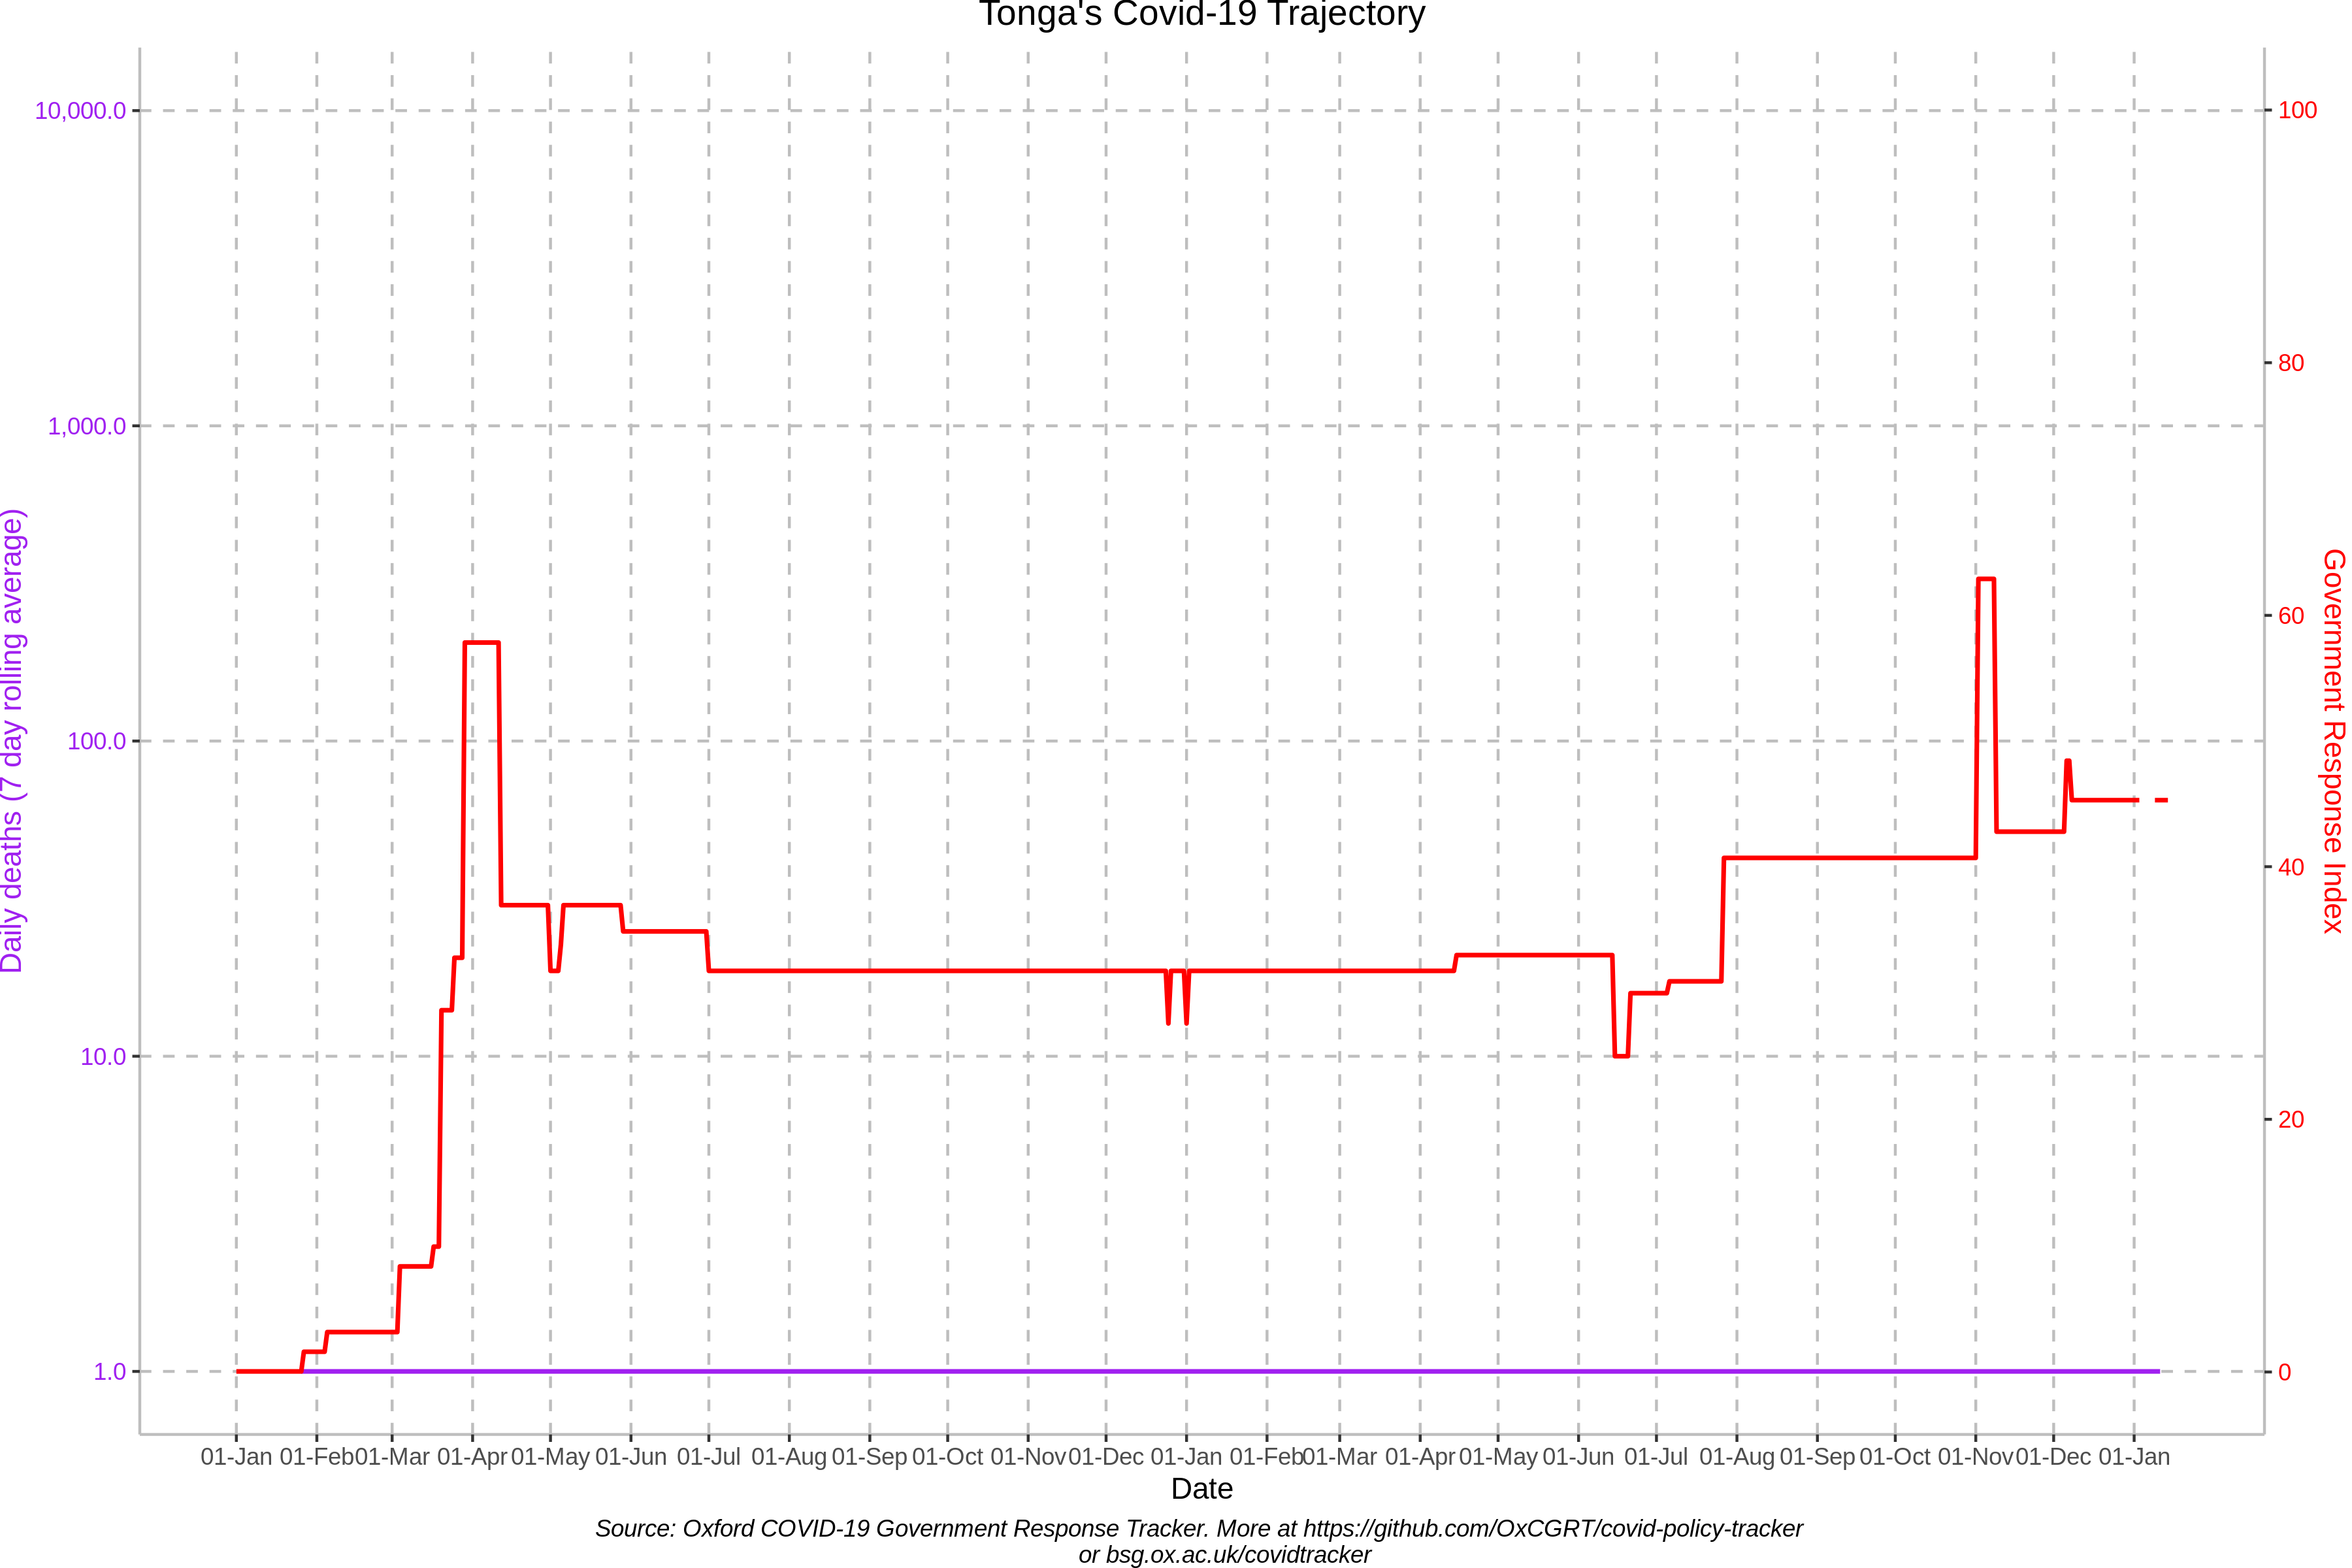 Tonga's Covid-19 Trajectory
10,000.0
1,000.0
100.0
10.0
1.0
Daily deaths (7 day rolling average)
100
80
60
40
20
0
Government Response Index
01-Jan 01-Feb 01-Mar 01-Apr 01-May 01-Jun 01-Jul 01-Aug 01-Sep 01-Oct 01-Nov 01-Dec 01-Jan 01-Feb 01-Mar 01-Apr 01-May 01-Jun 01-Jul 01-Aug 01-Sep 01-Oct 01-Nov 01-Dec 01-Jan
Date
Source: Oxford COVID-19 Government Response Tracker. More at https://github.com/OxCGRT/covid-policy-tracker
or bsg.ox.ac.uk/covidtracker